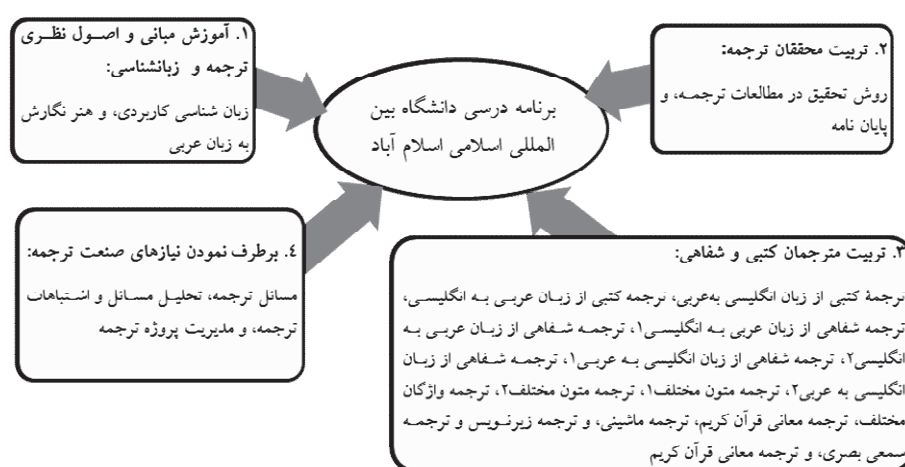 ۱. آموزش مبانی و اصول نظری
ترجمه و زبانشناسی:
زبان شناسی کاربردی، و هنر نگارش
به زبان عربی
۲. تربیت محققان ترجمه:
روش تحقیق در مطالعات ترجمه، و
پایان نامه
برنامه درسی دانشگاه بین
المللی اسلامی اسلام آباد
۳. تربیت مترجمان کتبی و شفاهی:
ترجمهٔ کتبی از زبان انگلیسی به‌عربی، ترجمه کتبی از زبان عربی به انگلیسی،
ترجمه شفاهی از زبان عربی به انگلیسی۱، ترجمه شفاهی از زبان عربی به
انگلیسی۲، ترجمه شفاهی از زبان انگلیسی به عربی۱، ترجمه شفاهی از زبان
انگلیسی به عربی۲، ترجمه متون مختلف۱، ترجمه متون مختلف۲، ترجمه واژگان
مختلف، ترجمه معانی قرآن کریم، ترجمه ماشینی، و ترجمه زیرنویس و ترجمه
سمعی بصری، و ترجمه معانی قرآن کریم
٤. برطرف نمودن نیازهای صنعت ترجمه:
مسائل ترجمه، تحلیل مسائل و اشتباهات
ترجمه، و مدیریت پروژه ترجمه